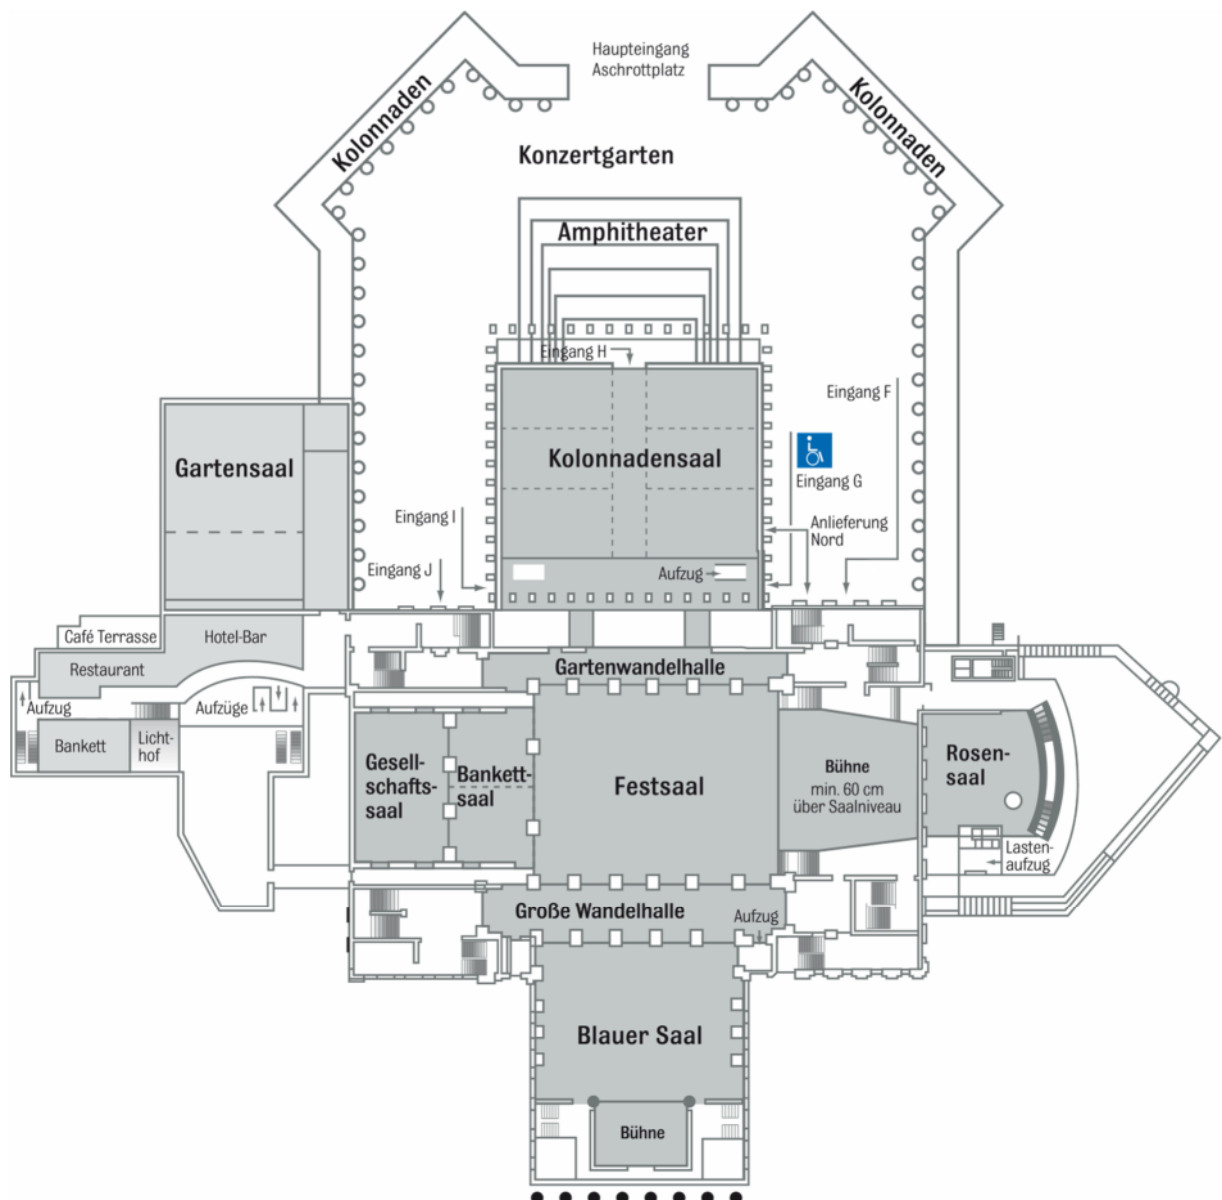 Haupteingang
Aschrottplatz
Kolonnaden
Kolonnaden
Konzertgarten
Amphitheater
Eingang H
Eingang F
Gartensaal
Kolonnadensaal
Eingang G
Eingang I
Anlieferung
Nord
Eingang J
Aufzug
Café Terrasse
Hotel-Bar
Restaurant
Gartenwandelhalle
Aufzug
Aufzüge
Bankett
Licht-
hof
Gesell-
schafts-
saal
Bankett-
saal
Festsaal
Bühne
min. 60 cm
über Saalniveau
Rosen-
saal
Lasten-
aufzug
Große Wandelhalle
Aufzug
Blauer Saal
Bühne